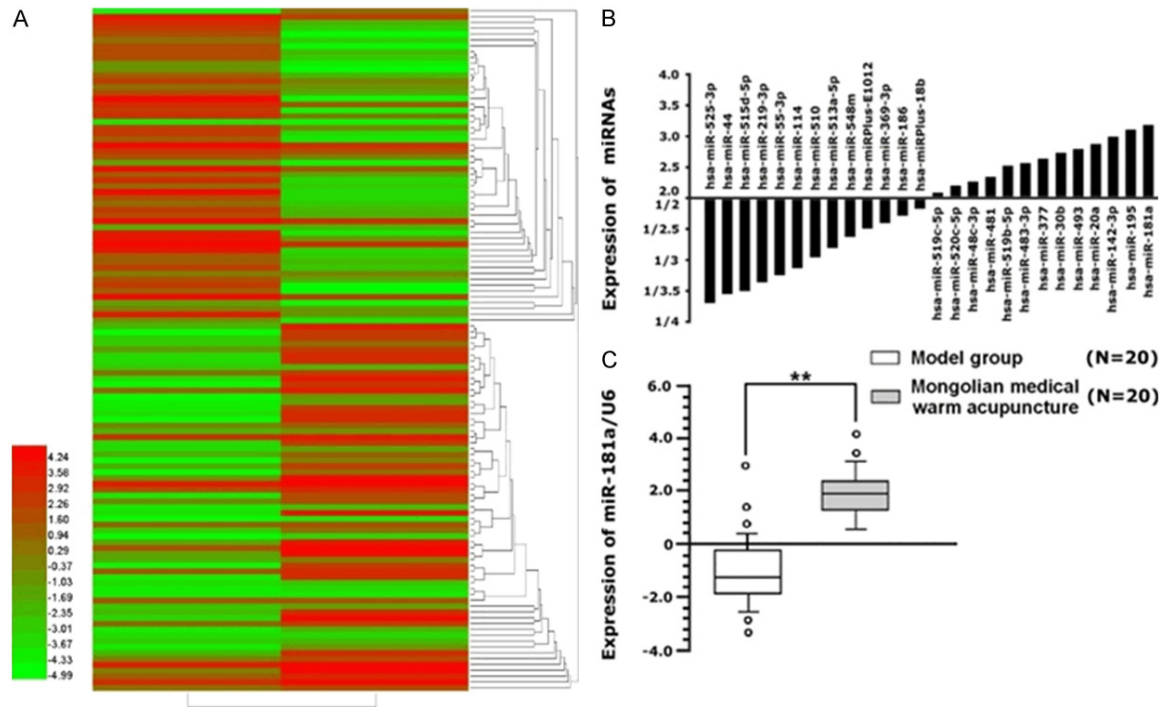 A
4.24
3.58
2.92
2.26
1.60
0.94
0.29
-0.37
-1.03
-1.69
-2.35
-3.01
-3.67
-4.33
-4.99
B
Expression of miRNAs
4.0
3.5
3.0
2.5
2.0
1/2
1/2.5
1/3
1/3.5
1/4
hsa-miR-525-3p
hsa-miR-44
hsa-miR-515d-5p
hsa-miR-219-3p
hsa-miR-55-3p
hsa-miR-114
hsa-miR-510
hsa-miR-513a-5p
hsa-miR-548m
hsa-miRPlus-E1012
hsa-miR-369-3p
hsa-miR-186
hsa-miRPlus-18b
hsa-miR-519c-5p
hsa-miR-520c-5p
hsa-miR-48c-3p
hsa-miR-481
hsa-miR-519b-5p
hsa-miR-483-3p
hsa-miR-377
hsa-miR-30b
hsa-miR-493
hsa-miR-20a
hsa-miR-142-3p
hsa-miR-195
hsa-miR-181a
C
Model group (N=20)
Mongolian medical (N=20)
warm acupuncture
**
Expression of miR-181a/U6
6.0
4.0
2.0
0
-2.0
-4.0